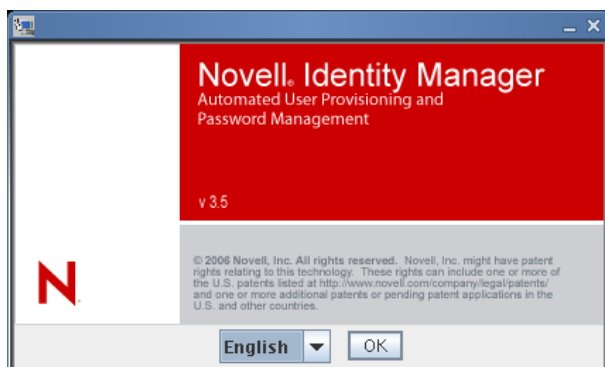 Novell® Identity Manager
Automated User Provisioning and
Password Management
v 3.5
N
© 2006 Novell, Inc. All rights reserved. Novell, Inc. might have patent
rights relating to this technology. These rights can include one or more of
the U.S. patents listed at http://www.novell.com/company/legal/patents/
and one or more additional patents or pending patent applications in the
U.S. and other countries.
English
OK